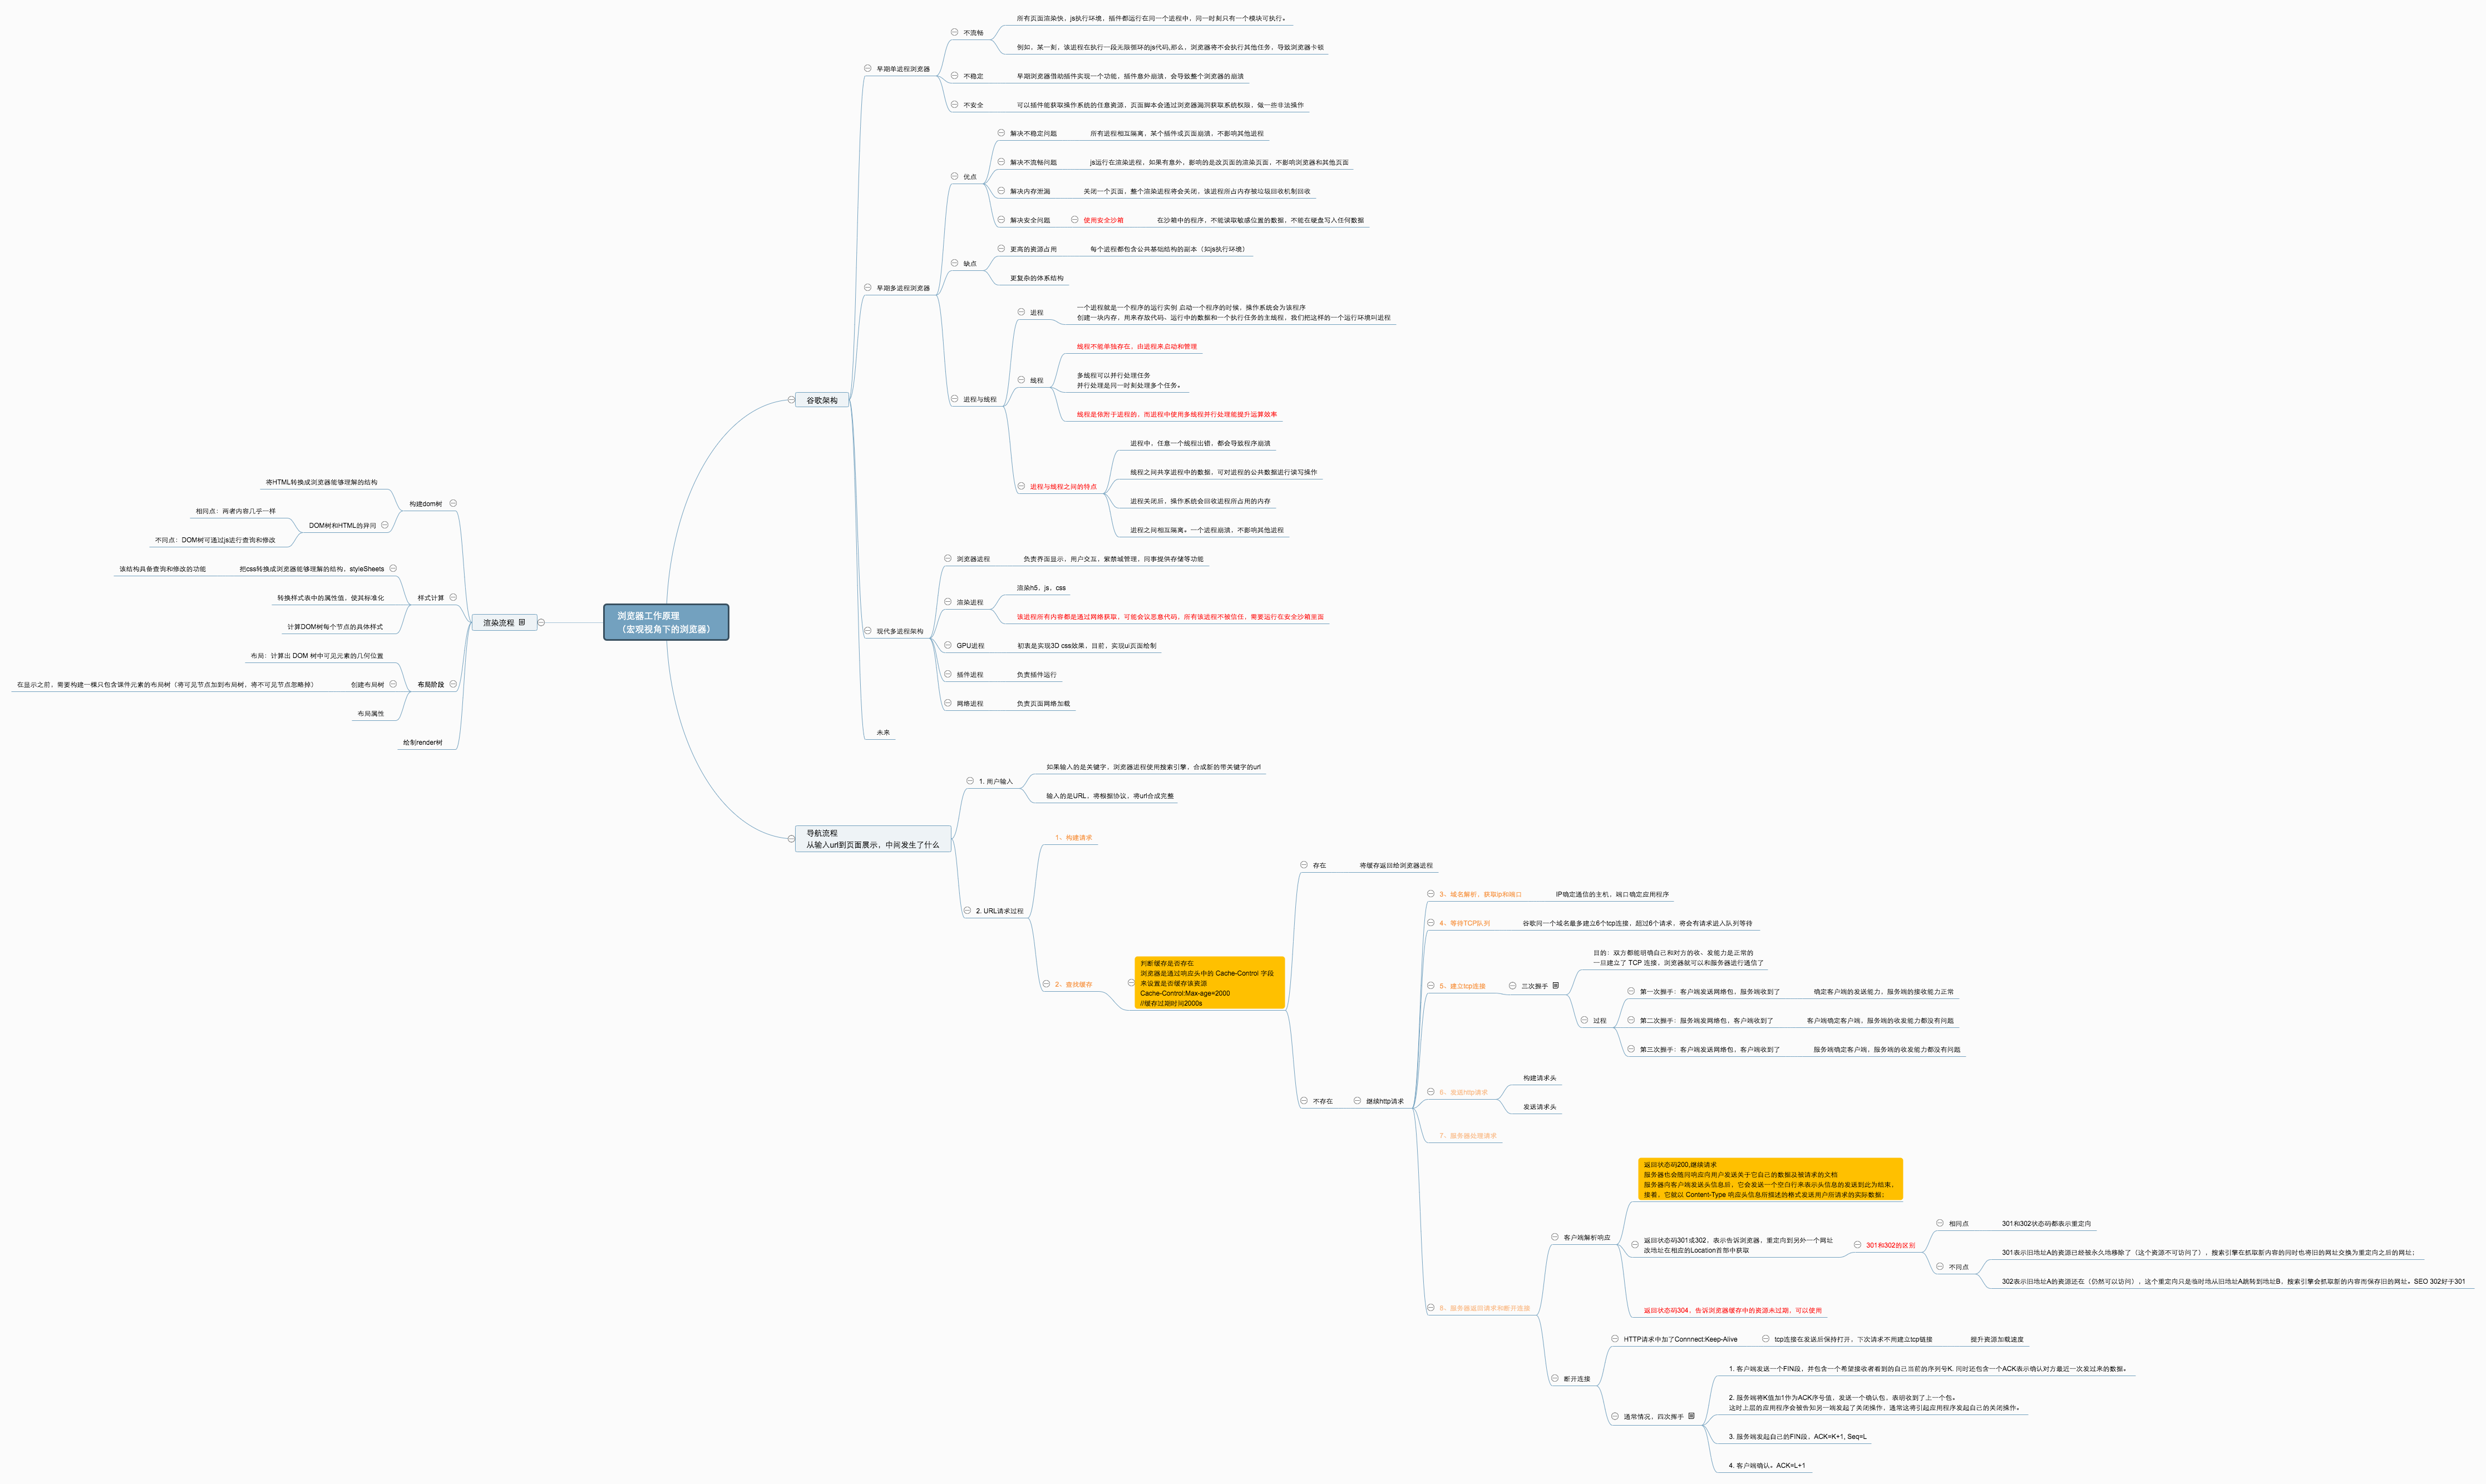 浏览器工作原理
（宏观视角下的浏览器）
谷歌架构
早期单进程浏览器
不流畅
所有页面渲染快，js执行环境，插件都运行在同一个进程中，同一时刻只有一个模块可执行。
例如，某一刻，该进程在执行一段无限循环的js代码,那么，浏览器将不会执行其他任务，导致浏览器卡顿
不稳定
早期浏览器借助插件实现一个功能，插件意外崩溃，会导致整个浏览器的崩溃
不安全
可以插件能获取操作系统的任意资源，页面脚本会通过浏览器漏洞获取系统权限，做一些非法操作
早期多进程浏览器
优点
解决不稳定问题
所有进程相互隔离，某个插件或页面崩溃，不影响其他进程
解决不流畅问题
js运行在渲染进程，如果有意外，影响的是改页面的渲染页面，不影响浏览器和其他页面
解决内存泄漏
关闭一个页面，整个渲染进程将会关闭，该进程所占内存被垃圾回收机制回收
解决安全问题
使用安全沙箱
在沙箱中的程序，不能读取敏感位置的数据，不能在硬盘写入任何数据
缺点
更高的资源占用
每个进程都包含公共基础结构的副本（如js执行环境）
更复杂的体系结构
进程与线程
进程
一个进程就是一个程序的运行实例 启动一个程序的时候，操作系统会为该程序
创建一块内存，用来存放代码、运行中的数据和一个执行任务的主线程，我们把这样的一个运行环境叫进程
线程
线程不能单独存在，由进程来启动和管理
多线程可以并行处理任务
并行处理是同一时刻处理多个任务。
线程是依附于进程的，而进程中使用多线程并行处理能提升运算效率
进程与线程之间的特点
进程中，任意一个线程出错，都会导致程序崩溃
线程之间共享进程中的数据，可对进程的公共数据进行读写操作
进程关闭后，操作系统会回收进程所占用的内存
进程之间相互隔离。一个进程崩溃，不影响其他进程
现代多进程架构
浏览器进程
负责界面显示，用户交互，紫禁城管理，同事提供存储等功能
渲染进程
渲染h5，js，css
该进程所有内容都是通过网络获取，可能会议恶意代码，所有该进程不被信任，需要运行在安全沙箱里面
GPU进程
初衷是实现3D css效果，目前，实现ui页面绘制
插件进程
负责插件运行
网络进程
负责页面网络加载
未来
导航流程
从输入url到页面展示，中间发生了什么
1. 用户输入
如果输入的是关键字，浏览器进程使用搜索引擎，合成新的带关键字的url
输入的是URL，将根据协议，将url合成完整
2. URL请求过程
1、构建请求
2、查找缓存
判断缓存是否存在
浏览器是通过响应头中的 Cache-Control 字段
来设置是否缓存该资源
Cache-Control:Max-age=2000
//缓存过期时间2000s
存在
将缓存返回给浏览器进程
不存在
继续http请求
3、域名解析，获取ip和端口
IP确定通信的主机，端口确定应用程序
4、等待TCP队列
谷歌同一个域名最多建立6个tcp连接，超过6个请求，将会有请求进入队列等待
5、建立tcp连接
三次握手
目的：双方都能明确自己和对方的收、发能力是正常的
一旦建立了 TCP 连接，浏览器就可以和服务器进行通信了
过程
第一次握手：客户端发送网络包，服务端收到了
确定客户端的发送能力，服务端的接收能力正常
第二次握手：服务端发网络包，客户端收到了
客户端确定客户端，服务端的收发能力都没有问题
第三次握手：客户端发送网络包，客户端收到了
服务端确定客户端，服务端的收发能力都没有问题
6、发送http请求
构建请求头
发送请求头
7、服务器处理请求
8、服务器返回请求和断开连接
客户端解析响应
返回状态码200,继续请求
服务器也会随同响应向用户发送关于它自己的数据及被请求的文档
服务器向客户端发送头信息后，它会发送一个空白行来表示头信息的发送到此为结束，
接着，它就以 Content-Type 响应头信息所描述的格式发送用户所请求的实际数据；
返回状态码301或302，表示告诉浏览器，重定向到另外一个网址
改地址在相应的Location首部中获取
301和302的区别
相同点
301和302状态码都表示重定向
不同点
301表示旧地址A的资源已经被永久地移除了（这个资源不可访问了），搜索引擎在抓取新内容的同时也将旧的网址交换为重定向之后的网址；
302表示旧地址A的资源还在（仍然可以访问），这个重定向只是临时地从旧地址A跳转到地址B，搜索引擎会抓取新的内容而保存旧的网址。SEO 302好于301
返回状态码304，告诉浏览器缓存中的资源未过期，可以使用
断开连接
HTTP请求中加了Connnect:Keep-Alive
tcp连接在发送后保持打开，下次请求不用建立tcp链接
提升资源加载速度
通常情况，四次挥手
1. 客户端发送一个FIN段，并包含一个希望接收者看到的自己当前的序列号K. 同时还包含一个ACK表示确认对方最近一次发过来的数据。
2. 服务端将K值加1作为ACK序号值，发送一个确认包，表明收到了上一个包。
这时上层的应用程序会被告知另一端发起了关闭操作，通常这将引起应用程序发起自己的关闭操作。
3. 服务端发起自己的FIN段，ACK=K+1, Seq=L
4. 客户端确认。ACK=L+1
渲染流程
构建dom树
将HTML转换成浏览器能够理解的结构
DOM树和HTML的异同
相同点：两者内容几乎一样
不同点：DOM树可通过js进行查询和修改
样式计算
把css转换成浏览器能够理解的结构，styleSheets
该结构具备查询和修改的功能
转换样式表中的属性值，使其标准化
计算DOM树每个节点的具体样式
布局阶段
布局：计算出 DOM 树中可见元素的几何位置
创建布局树
在显示之前，需要构建一棵只包含课件元素的布局树（将可见节点加到布局树，将不可见节点忽略掉）
布局属性
绘制render树